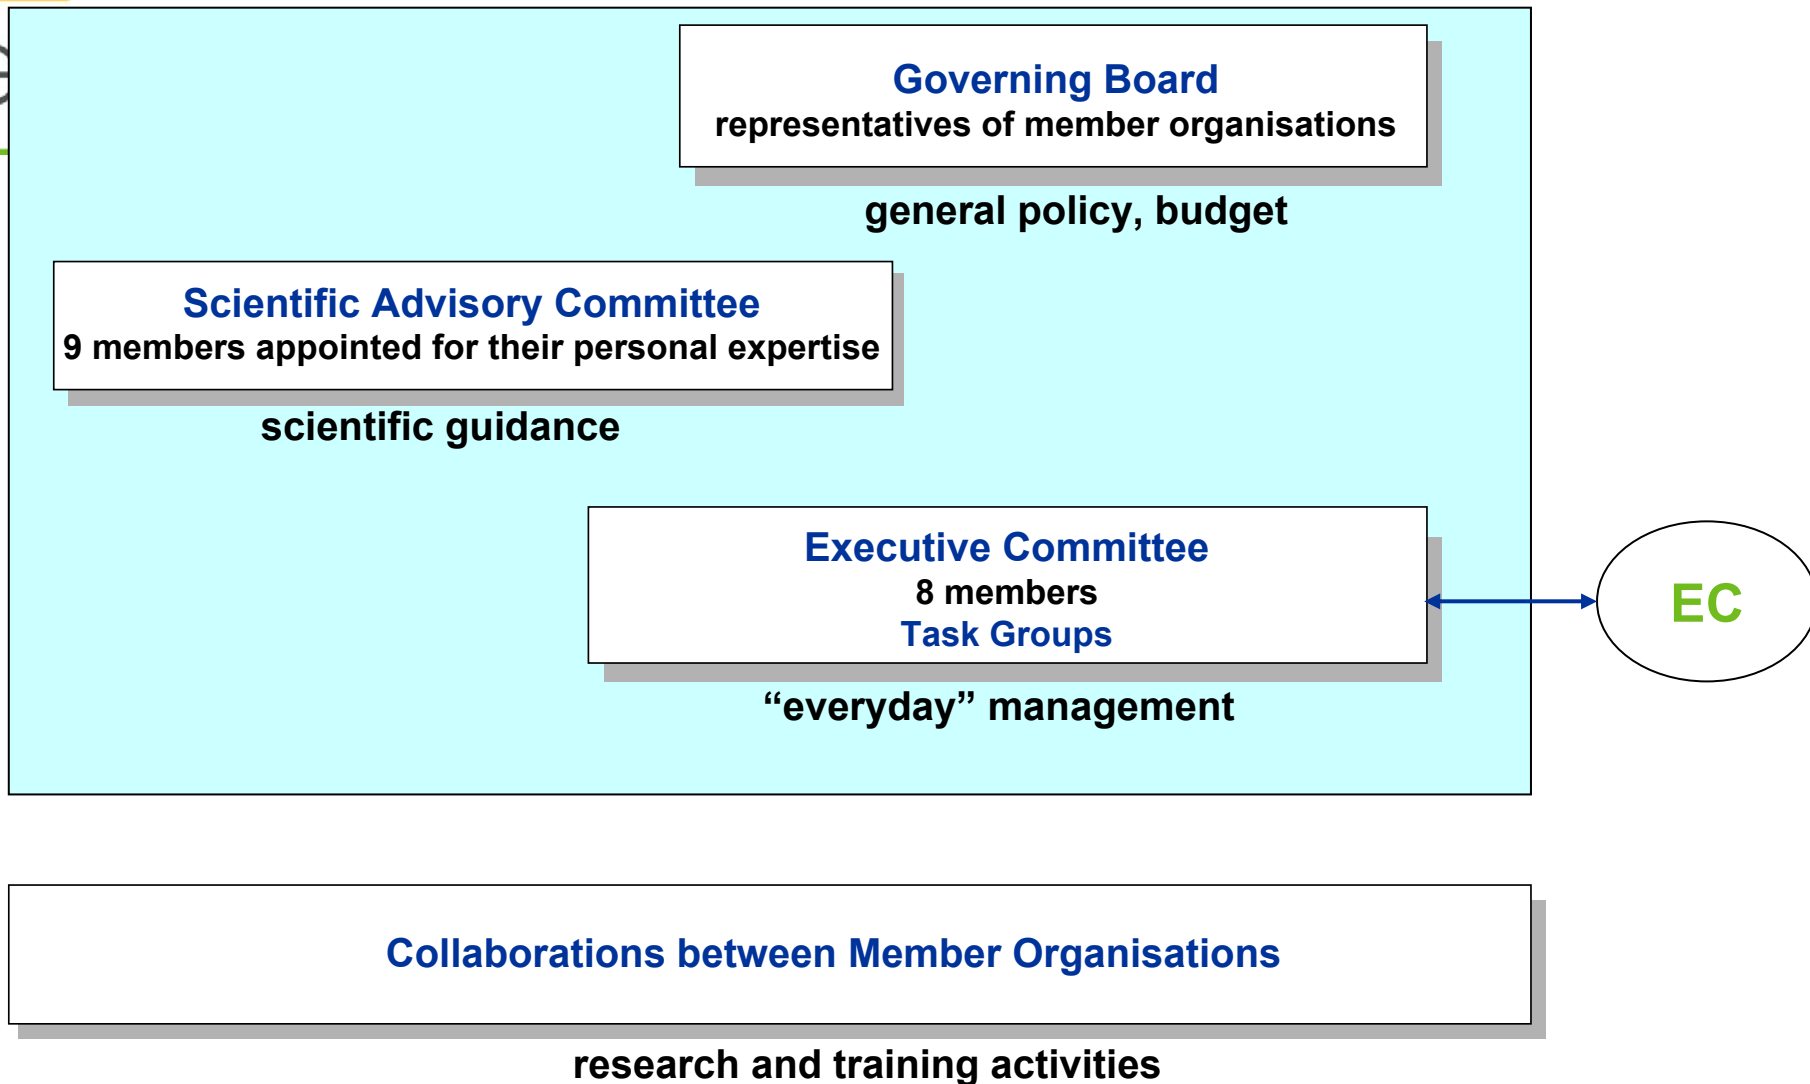 Governing Board
representatives of member organisations
general policy, budget
Scientific Advisory Committee
9 members appointed for their personal expertise
scientific guidance
Executive Committee
8 members
Task Groups
“everyday” management
EC
Collaborations between Member Organisations
research and training activities